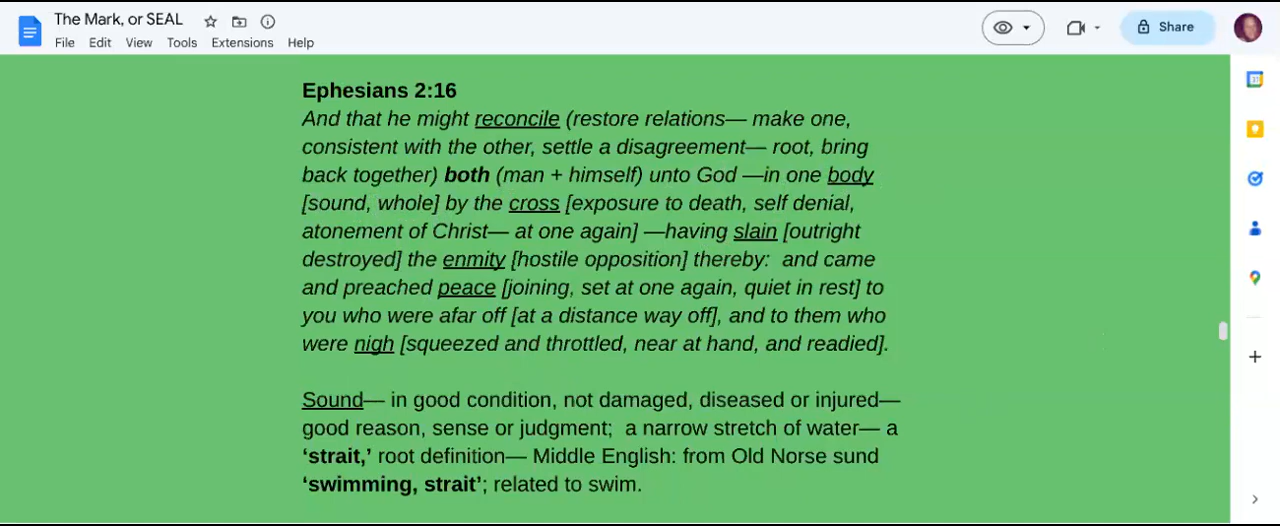 The Mark, or SEAL
File Edit View Tools Extensions Help
Share
Ephesians 2:16
And that he might reconcile (restore relations— make one,
consistent with the other, settle a disagreement— root, bring
back together) both (man + himself) unto God —in one body
[sound, whole] by the cross [exposure to death, self denial,
atonement of Christ— at one again] —having slain [outright
destroyed] the enmity [hostile opposition] thereby:  and came
and preached peace [joining, set at one again, quiet in rest] to
you who were afar off [at a distance way off], and to them who
were nigh [squeezed and throttled, near at hand, and readied].
Sound— in good condition, not damaged, diseased or injured—
good reason, sense or judgment;  a narrow stretch of water— a
‘strait,’ root definition— Middle English: from Old Norse sund
‘swimming, strait’; related to swim.